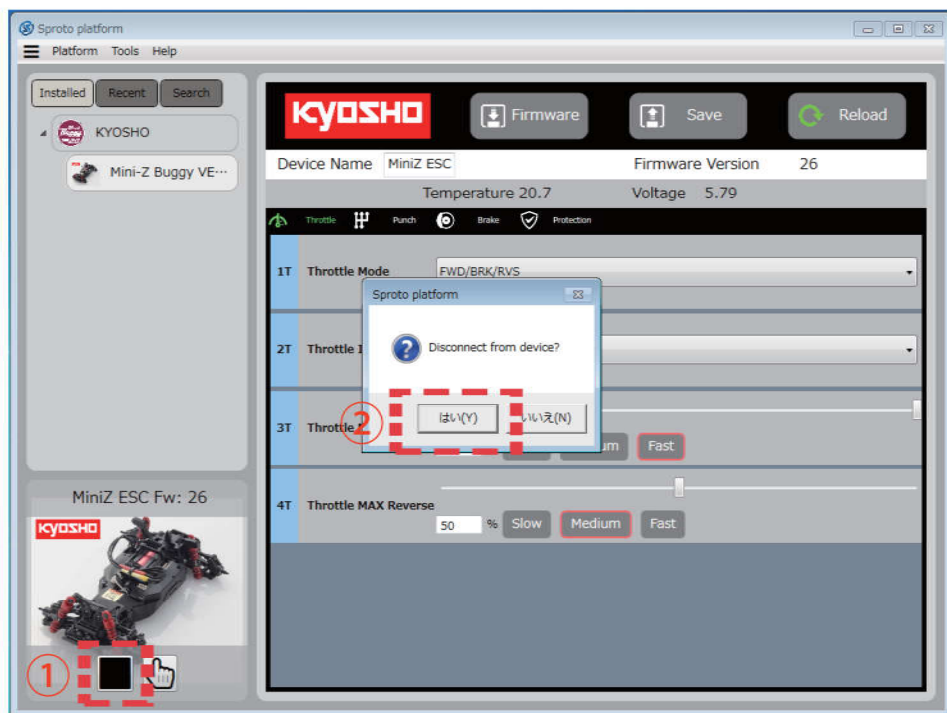 Sproto platform
Platform Tools Help
Installed Recent Search
KYOSHO
Mini-Z Buggy VE…
KYOSHO
Firmware
Save
Reload
Device Name MiniZ ESC Firmware Version 26
Temperature 20.7 Voltage 5.79
Throttle Punch Brake Protection
1T Throttle Mode FWD/BRK/RVS
Sproto platform
Disconnect from device?
2T Throttle
② はい(Y) いいえ(N)
3T Throttle
Fast
4T Throttle MAX Reverse
50 % Slow Medium Fast
MiniZ ESC Fw: 26
KYOSHO
①